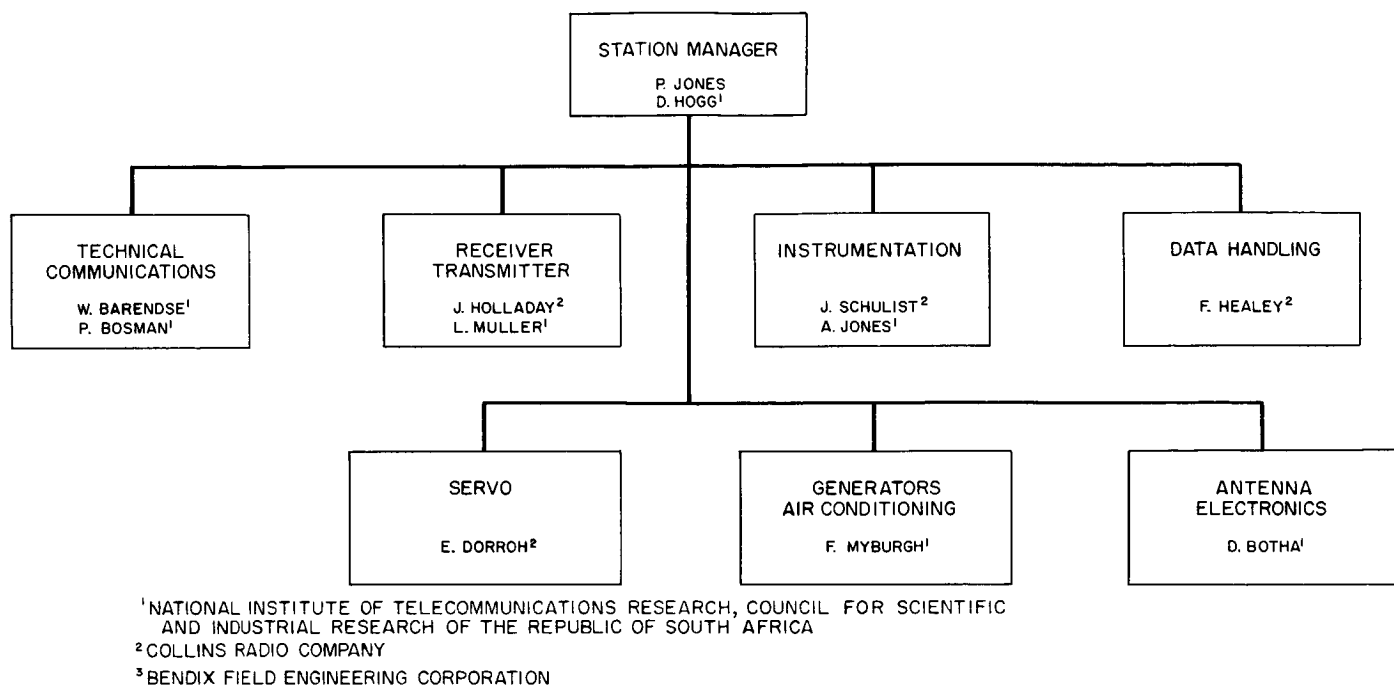 STATION MANAGER
P. JONES
D. HOGG¹
TECHNICAL
COMMUNICATIONS
W. BARENDSE¹
P. BOSMAN¹
RECEIVER
TRANSMITTER
J. HOLLADAY²
L. MULLER¹
INSTRUMENTATION
J. SCHULIST²
A. JONES¹
DATA HANDLING
F. HEALEY²
SERVO
E. DORROH²
GENERATORS
AIR CONDITIONING
F. MYBURGH¹
ANTENNA
ELECTRONICS
D. BOTHA¹
¹NATIONAL INSTITUTE OF TELECOMMUNICATIONS RESEARCH, COUNCIL FOR SCIENTIFIC
AND INDUSTRIAL RESEARCH OF THE REPUBLIC OF SOUTH AFRICA
²COLLINS RADIO COMPANY
³BENDIX FIELD ENGINEERING CORPORATION